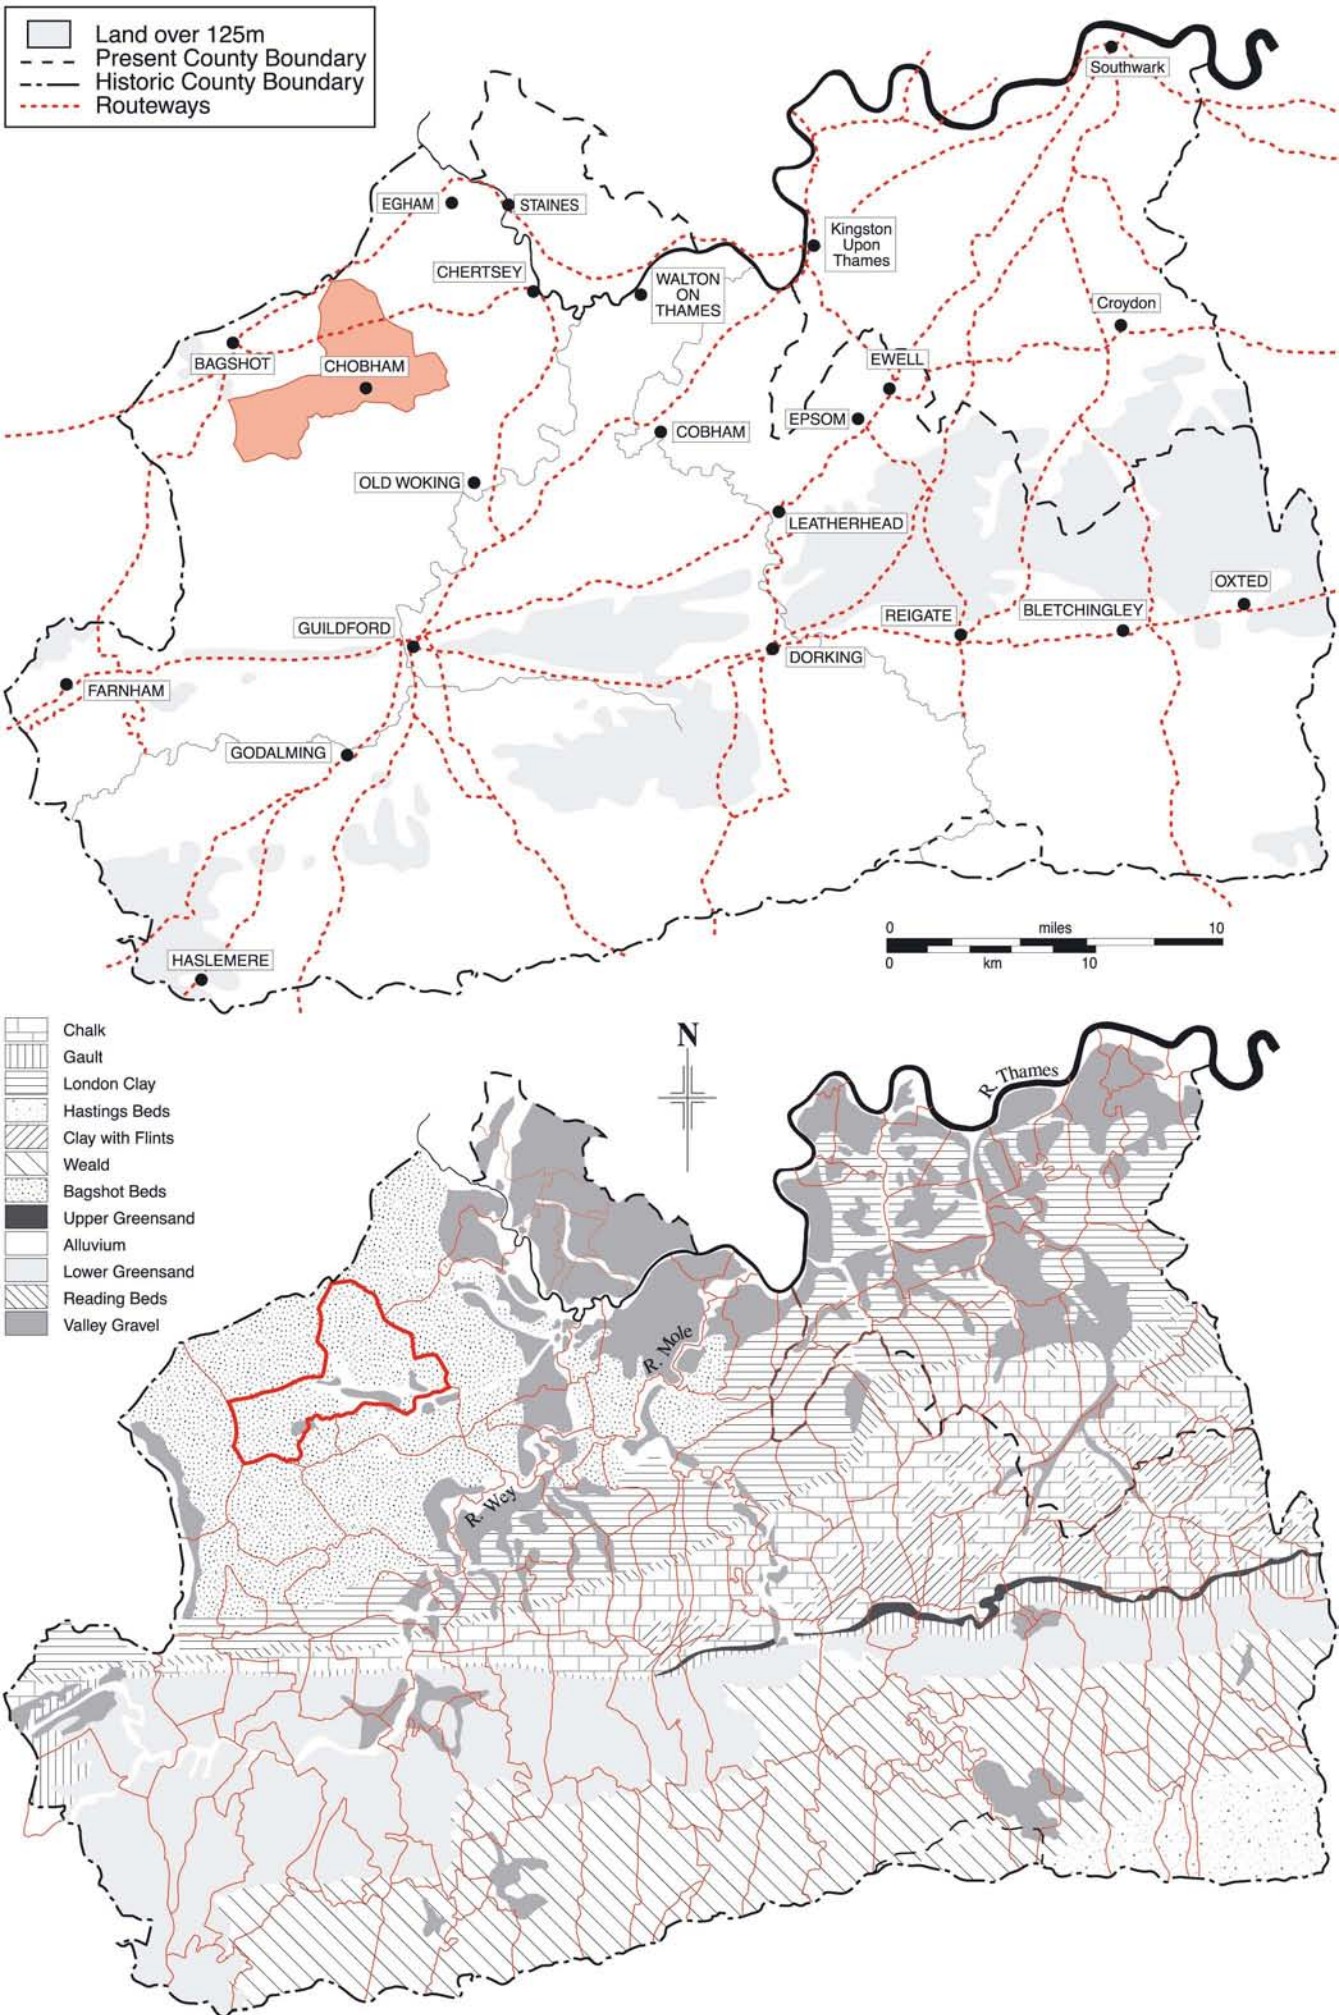 Land over 125m
Present County Boundary
Historic County Boundary
Routeways
Southwark
EGHAM
STAINES
Kingston
Upon
Thames
CHERTSEY
WALTON
ON
THAMES
Croydon
BAGSHOT
CHOBHAM
EWELL
EPSOM
COBHAM
OLD WOKING
LEATHERHEAD
OXTED
BLETCHINGLEY
REIGATE
GUILDFORD
DORKING
FARNHAM
GODALMING
HASLEMERE
0 miles 10
0 km 10
Chalk
Gault
London Clay
Hastings Beds
Clay with Flints
Weald
Bagshot Beds
Upper Greensand
Alluvium
Lower Greensand
Reading Beds
Valley Gravel
N
R. Thames
R. Mole
R. Wey